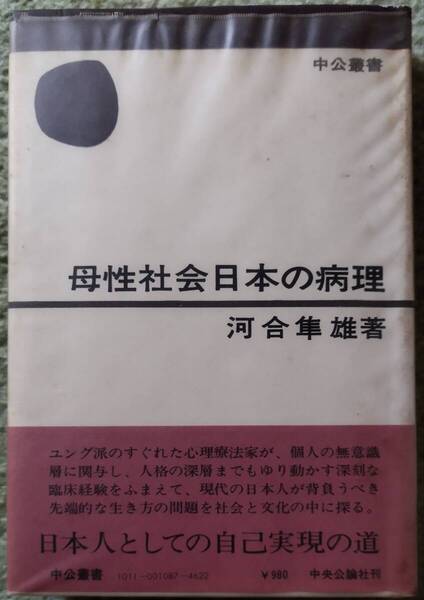 中公叢書
母性社会日本の病理
河合隼雄著
ユング派のすぐれた心理療法家が、個人の無意識
層に関与し、人格の深層までもゆり動かす深刻な
臨床経験をふまえて、現代の日本人が背負うべき
先端的な生き方の問題を社会と文化の中に探る。
日本人としての自己実現の道
中公叢書 1011-001087-4622 ¥980 中央公論社刊